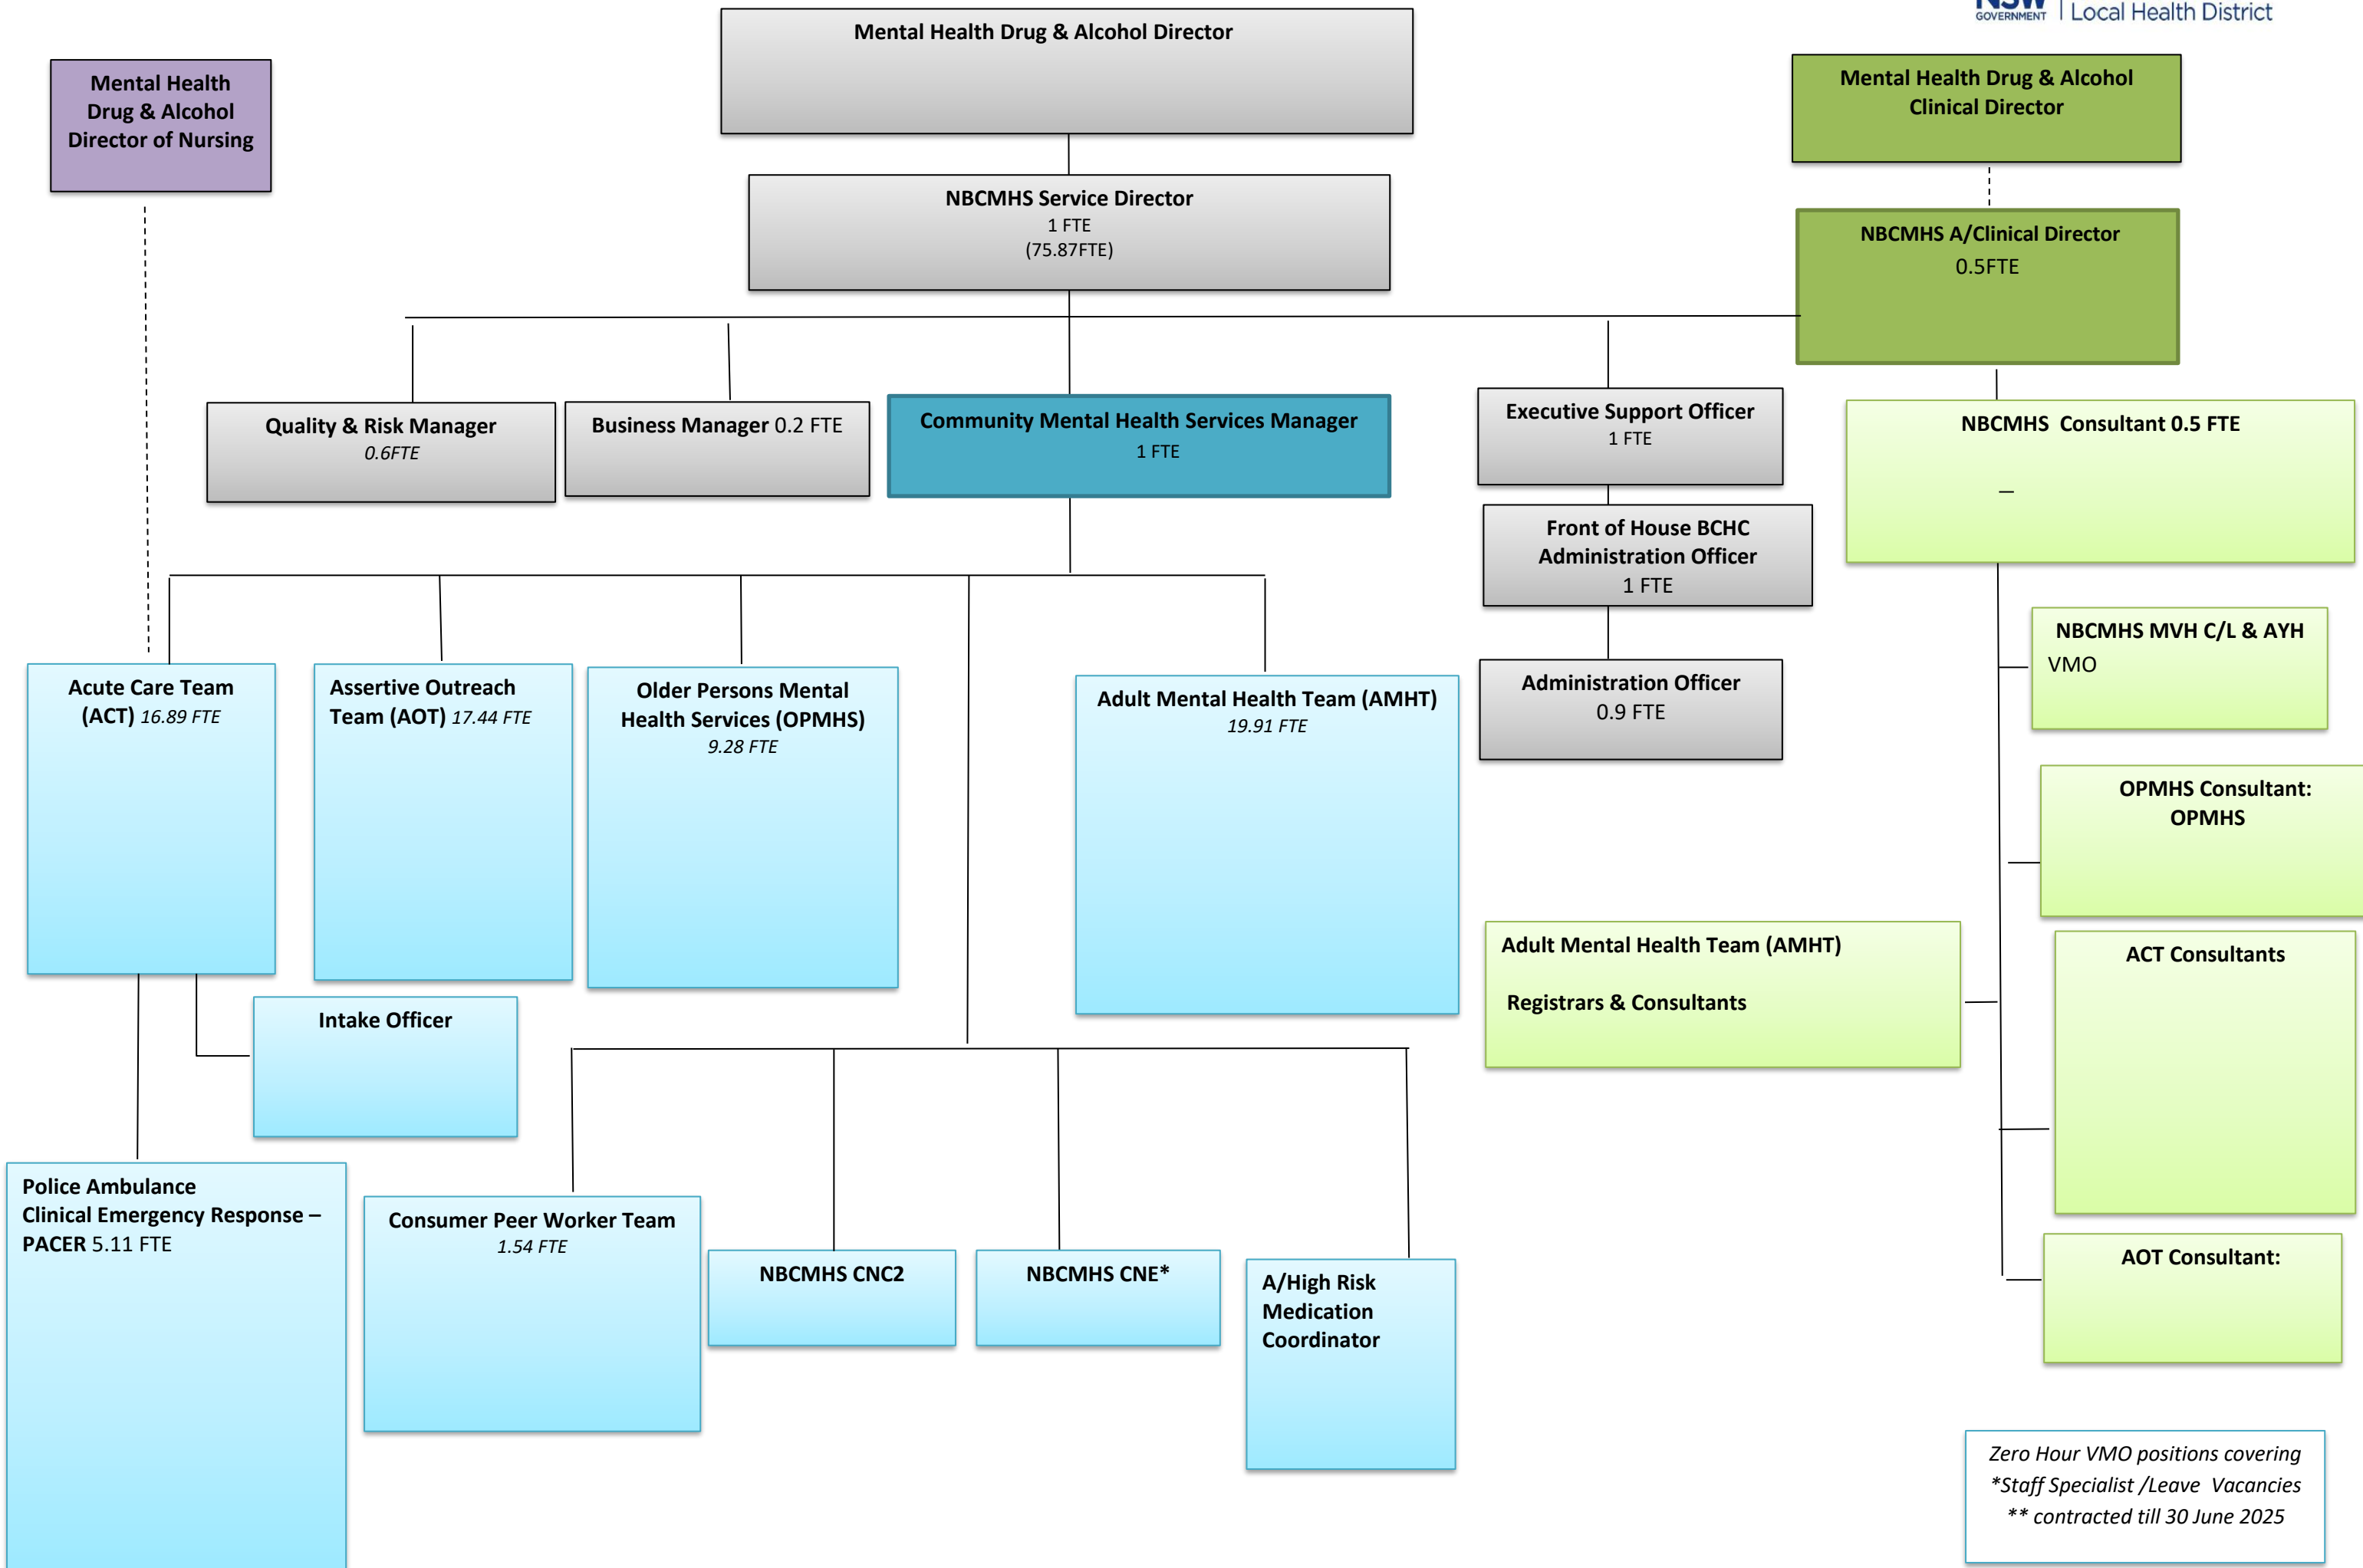 NSW
GOVERNMENT
Local Health District
Mental Health Drug & Alcohol Director
Mental Health
Drug & Alcohol
Director of Nursing
Mental Health Drug & Alcohol
Clinical Director
NBCMHS Service Director
1 FTE
(75.87FTE)
NBCMHS A/Clinical Director
0.5FTE
Quality & Risk Manager
0.6FTE
Business Manager 0.2 FTE
Community Mental Health Services Manager
1 FTE
Executive Support Officer
1 FTE
NBCMHS  Consultant 0.5 FTE
–
Front of House BCHC
Administration Officer
1 FTE
Administration Officer
0.9 FTE
NBCMHS MVH C/L & AYH
VMO
OPMHS Consultant:
OPMHS
Adult Mental Health Team (AMHT)
Registrars & Consultants
ACT Consultants
AOT Consultant:
Acute Care Team
(ACT) 16.89 FTE
Assertive Outreach
Team (AOT) 17.44 FTE
Older Persons Mental
Health Services (OPMHS)
9.28 FTE
Adult Mental Health Team (AMHT)
19.91 FTE
Intake Officer
Police Ambulance
Clinical Emergency Response –
PACER 5.11 FTE
Consumer Peer Worker Team
1.54 FTE
NBCMHS CNC2
NBCMHS CNE*
A/High Risk
Medication
Coordinator
Zero Hour VMO positions covering
*Staff Specialist /Leave  Vacancies
** contracted till 30 June 2025